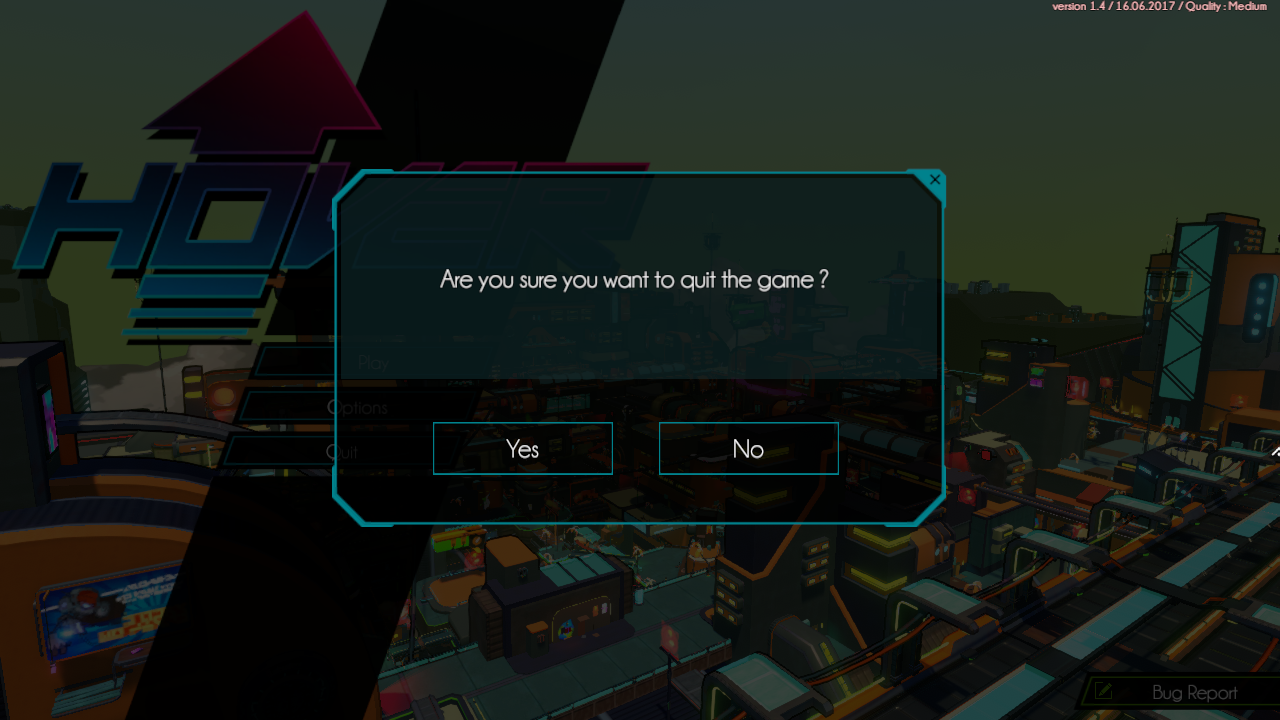 version 1.4 / 16.06.2017 / Quality : Medium
HOVER
Are you sure you want to quit the game ?
Play
Options
Quit
Yes
No
Bug Report